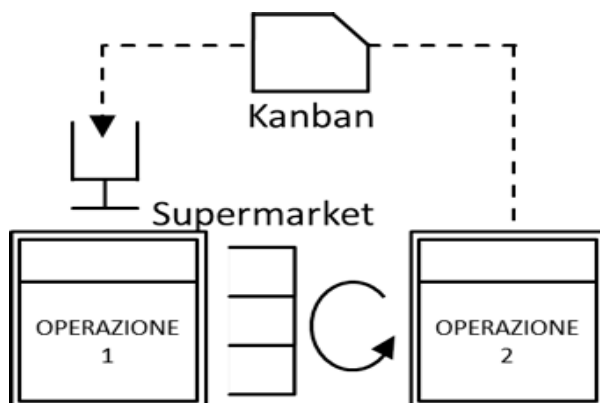 Kanban
Supermarket
OPERAZIONE
1
OPERAZIONE
2